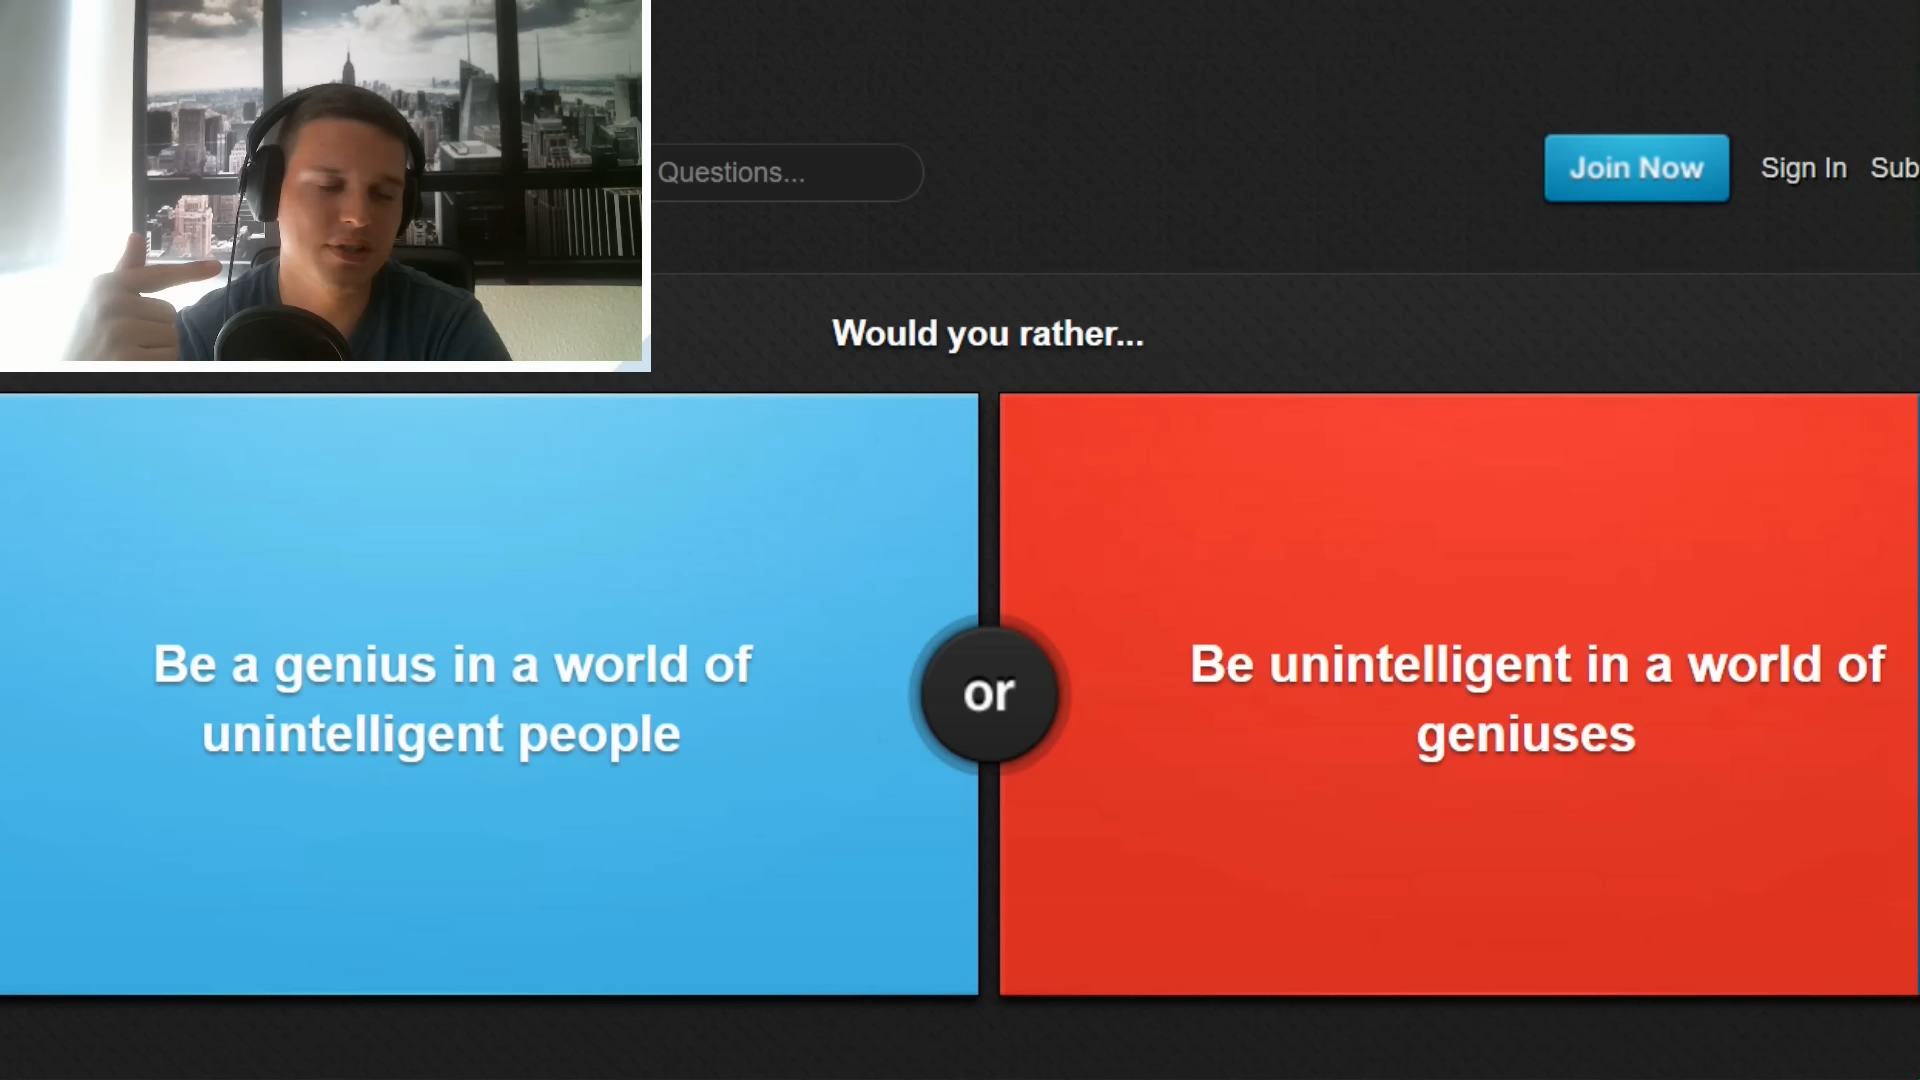 Questions...
Join Now
Sign In
Sub
Would you rather...
Be a genius in a world of
unintelligent people
or
Be unintelligent in a world of
geniuses